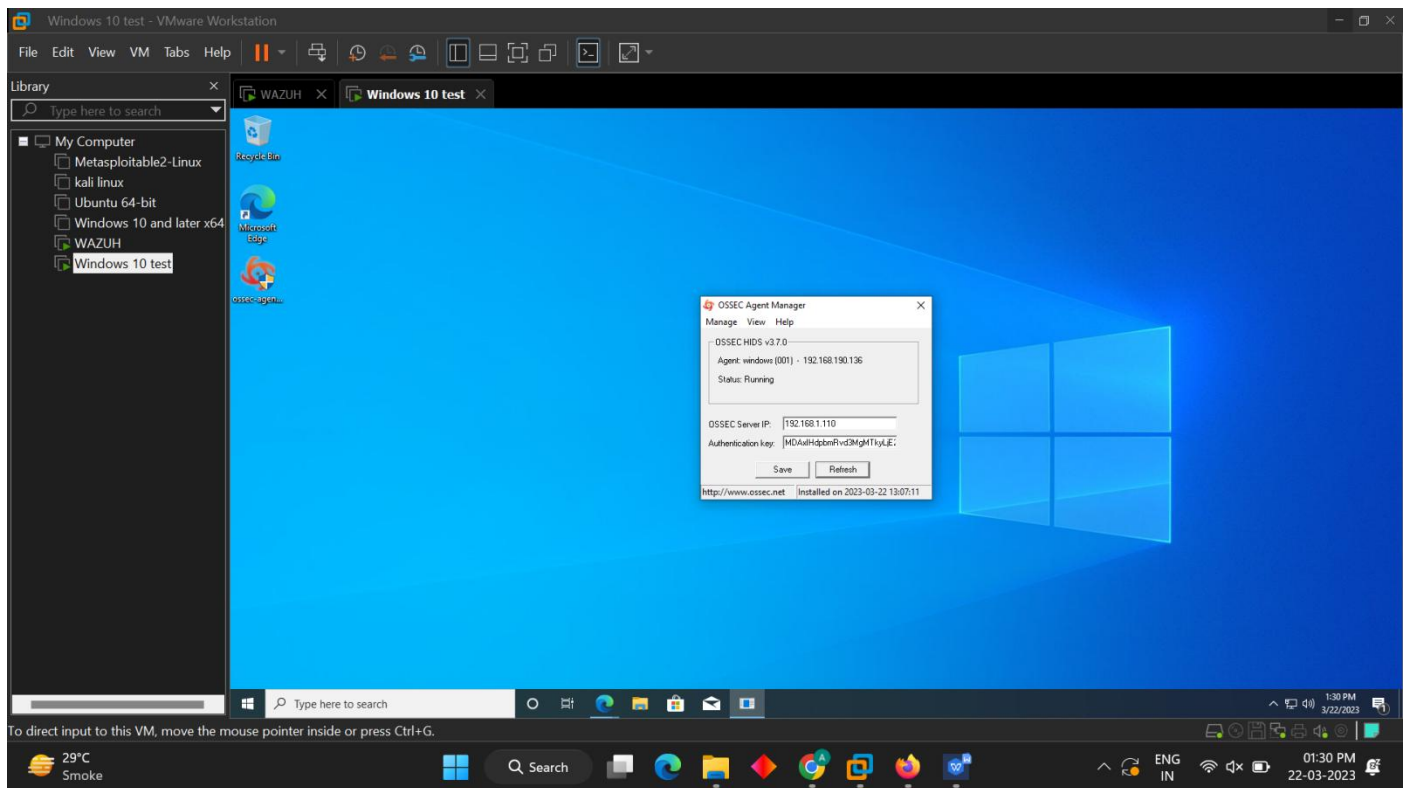 Windows 10 test - VMware Workstation
File Edit View VM Tabs Help
Library
Type here to search
My Computer
Metasploitable2-Linux
kali linux
Ubuntu 64-bit
Windows 10 and later x64
WAZUH
Windows 10 test
WAZUH
Windows 10 test
Recycle Bin
Microsoft
Edge
ossec-agen...
OSSEC Agent Manager
Manage View Help
OSSEC HIDS v3.7.0
Agent: windows (001) - 192.168.190.136
Status: Running
OSSEC Server IP: 192.168.1.110
Authentication key:
Save Refresh
http://www.ossec.net Installed on 2023-03-22 13:07:11
Type here to search
1:30 PM
3/22/2023
To direct input to this VM, move the mouse pointer inside or press Ctrl+G.
29°C
Smoke
Search
ENG
IN
01:30 PM
22-03-2023